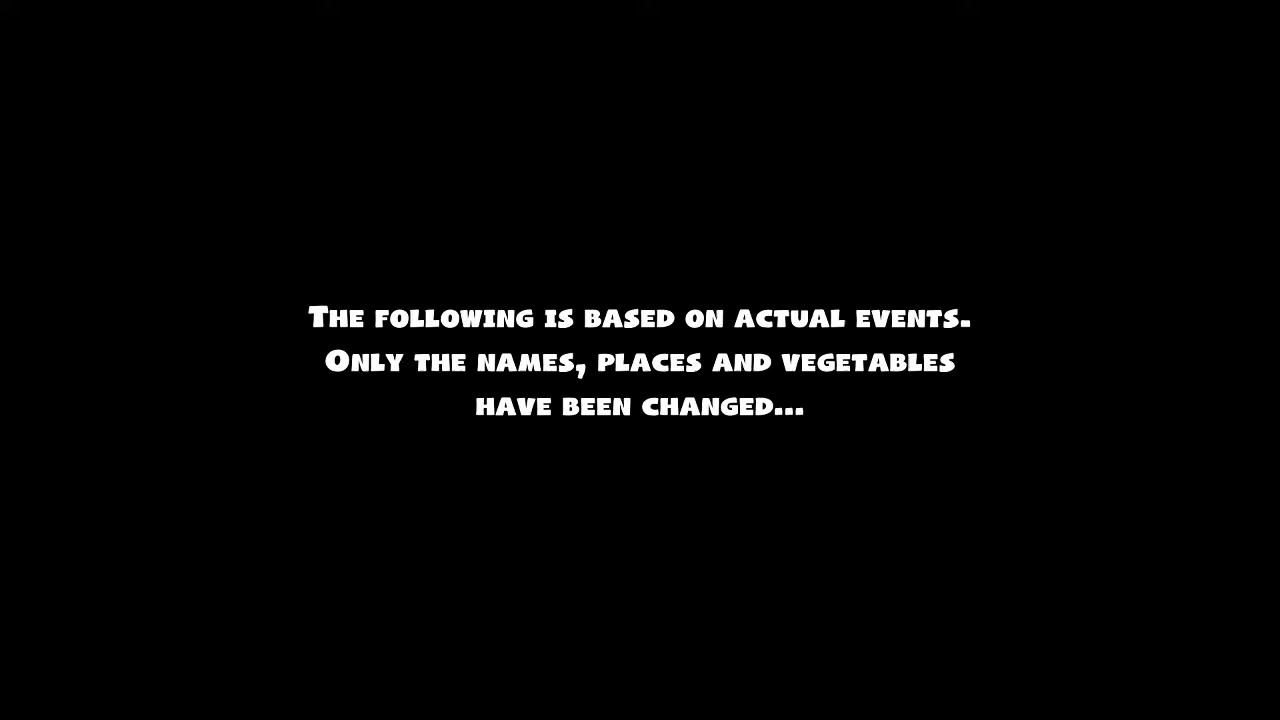 The following is based on actual events.
Only the names, places and vegetables
have been changed...